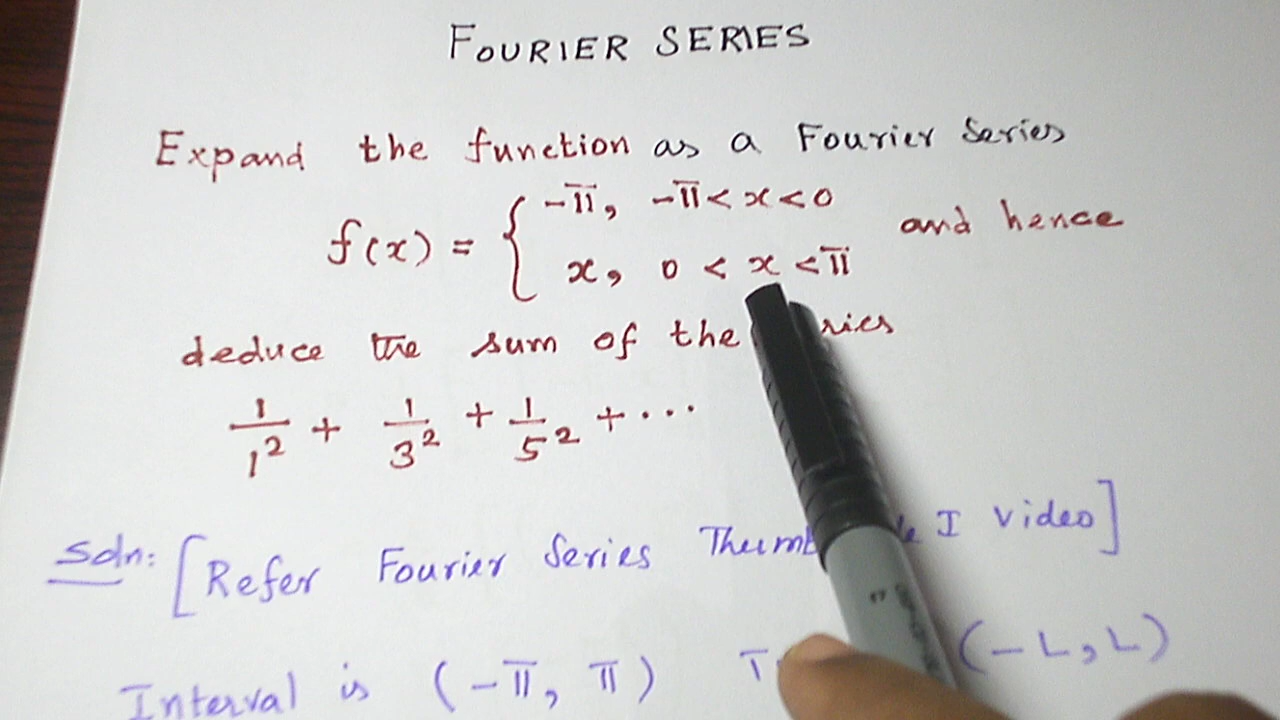 FOURIER SERIES
Expand the function as a Fourier Series
f(x) = { -π, -π < x < 0
x, 0 < x < π
and hence
deduce the sum of the
1/1² + 1/3² + 1/5² + ...
Soln: [Refer Fourier Series I Video]
Interval is (-π, π) (-L, L)